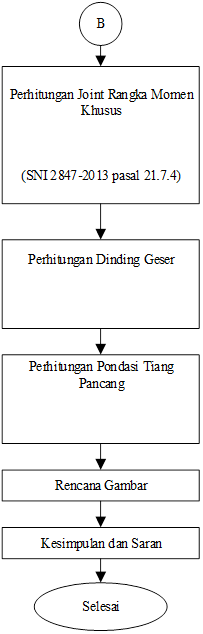 B
Perhitungan Joint Rangka Momen
Khusus
(SNI 2847-2013 pasal 21.7.4)
Perhitungan Dinding Geser
Perhitungan Pondasi Tiang
Pancang
Rencana Gambar
Kesimpulan dan Saran
Selesai